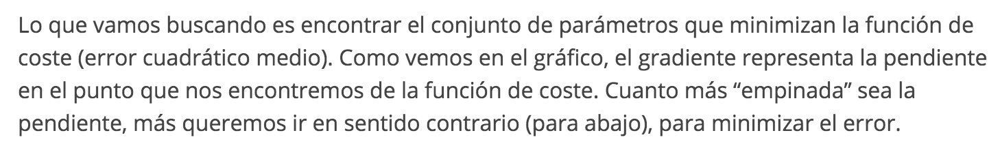 Lo que vamos buscando es encontrar el conjunto de parámetros que minimizan la función de
coste (error cuadrático medio). Como vemos en el gráfico, el gradiente representa la pendiente
en el punto que nos encontremos de la función de coste. Cuanto más “empinada” sea la
pendiente, más queremos ir en sentido contrario (para abajo), para minimizar el error.